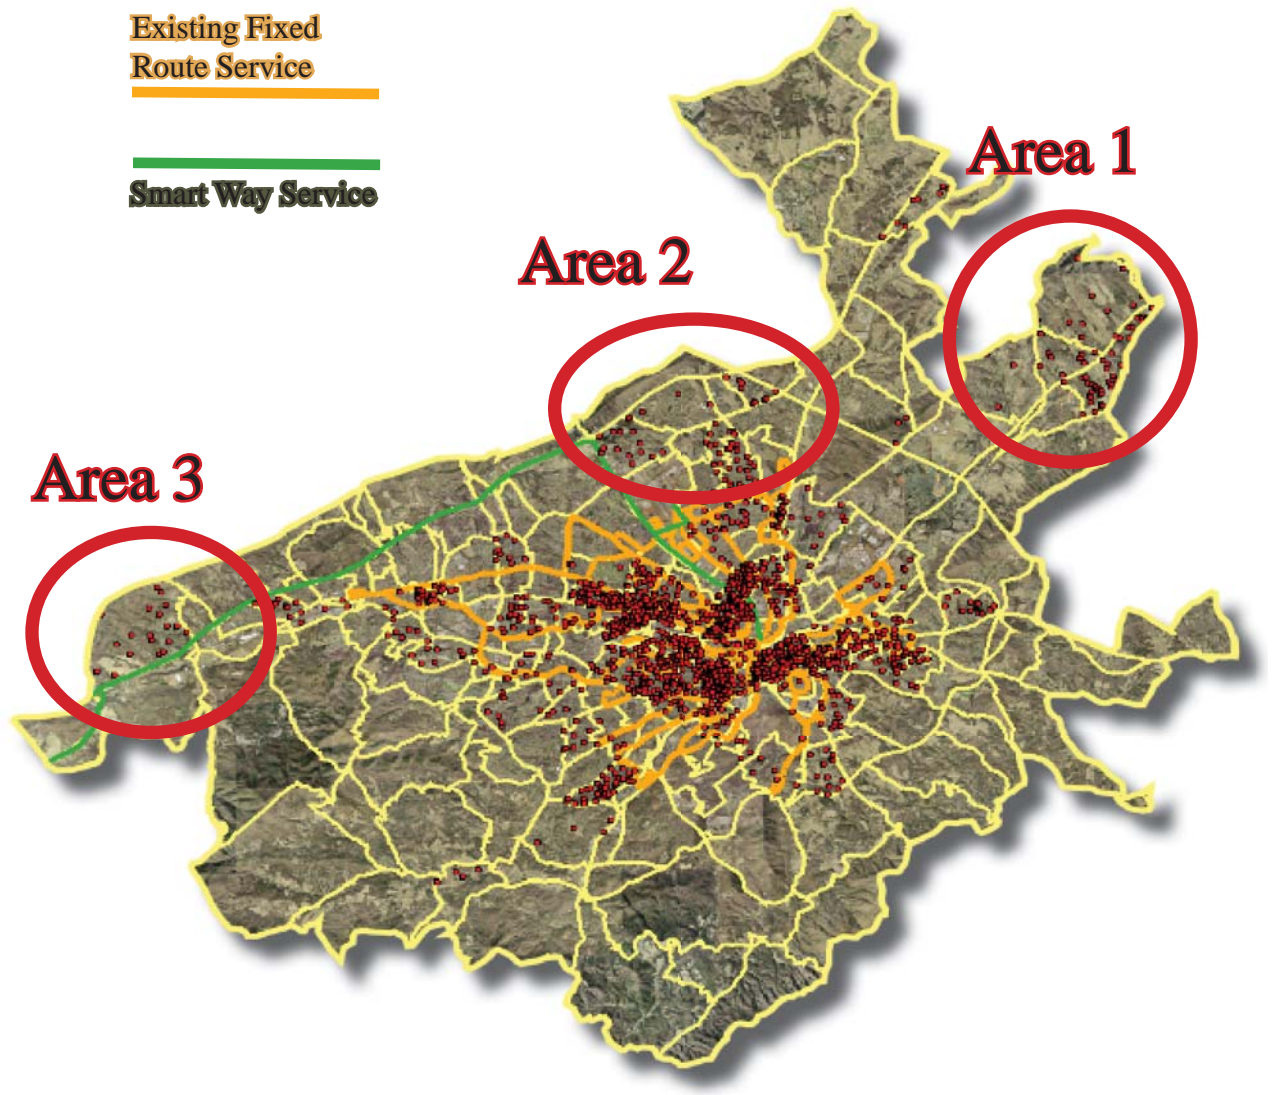 Existing Fixed
Route Service
Smart Way Service
Area 1
Area 2
Area 3